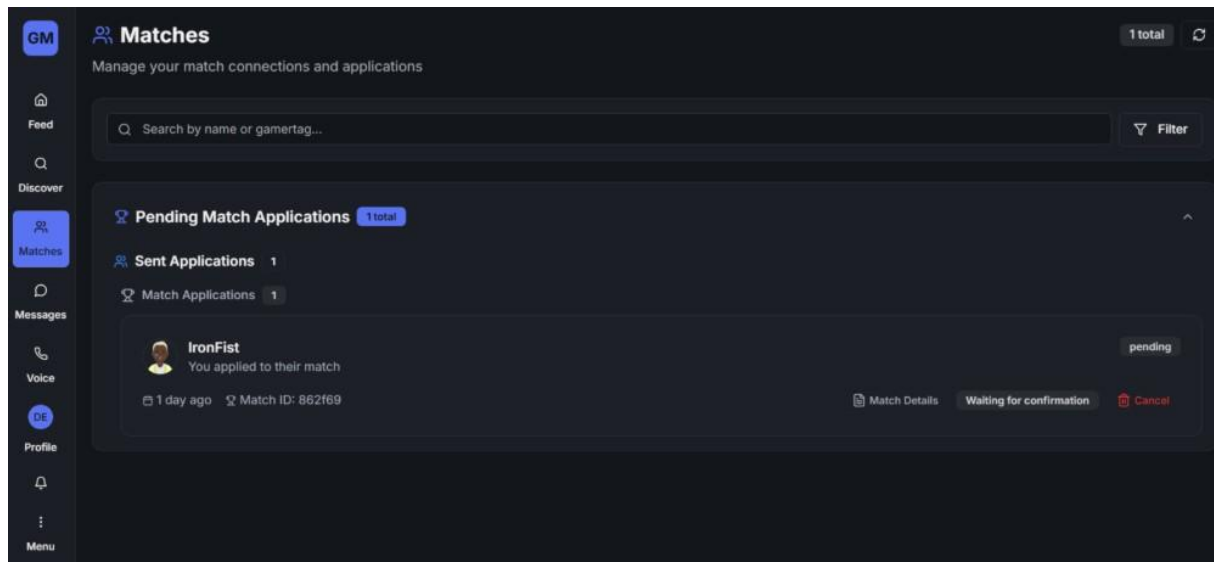 GM
Feed
Discover
Matches
Messages
Voice
DE
Profile
Menu
Matches
1 total
Manage your match connections and applications
Search by name or gamertag...
Filter
Pending Match Applications 1 total
Sent Applications 1
Match Applications 1
IronFist
pending
You applied to their match
1 day ago Match ID: 862f69
Match Details Waiting for confirmation Cancel